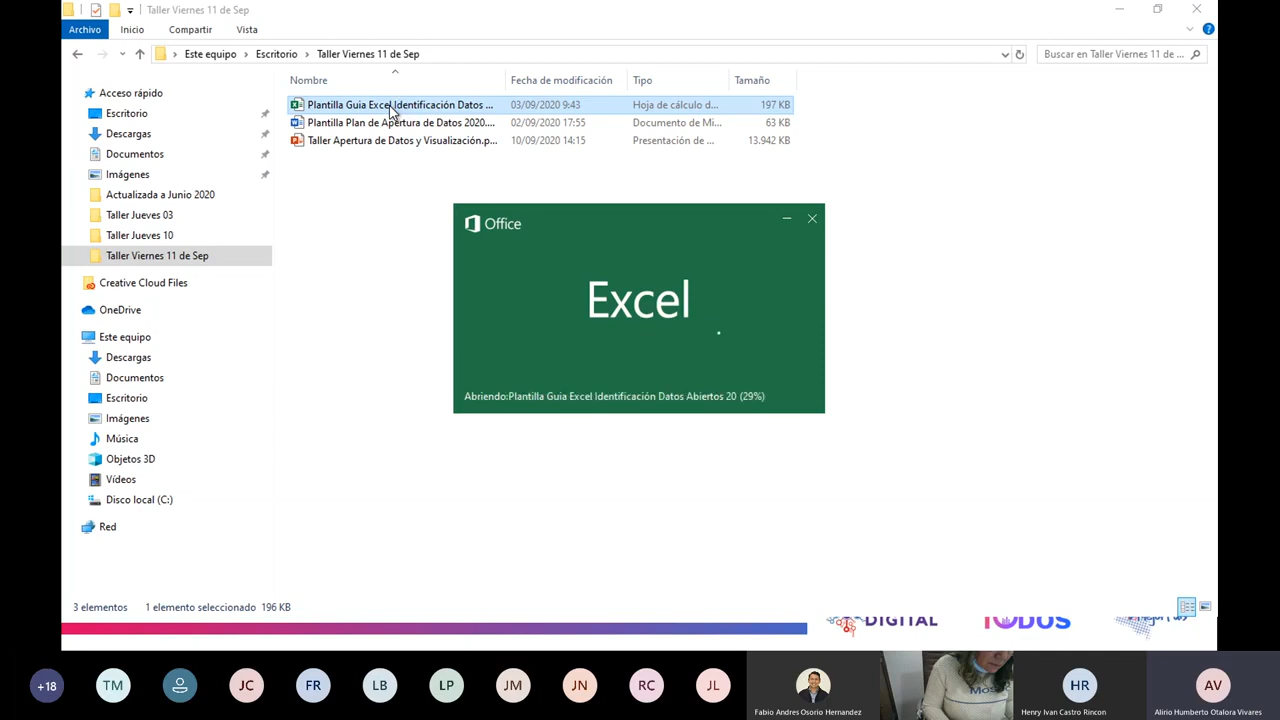 Taller Viernes 11 de Sep
Archivo Inicio Compartir Vista
Este equipo Escritorio Taller Viernes 11 de Sep
Buscar en Taller Viernes 11 de ...
Nombre Fecha de modificación Tipo Tamaño
Plantilla Guia Excel Identificación Datos ... 03/09/2020 9:43 Hoja de cálculo d... 197 KB
Plantilla Plan de Apertura de Datos 2020.... 02/09/2020 17:55 Documento de Mi... 63 KB
Taller Apertura de Datos y Visualización.p... 10/09/2020 14:15 Presentación de ... 13.942 KB
Acceso rápido
Escritorio
Descargas
Documentos
Imágenes
Actualizada a Junio 2020
Taller Jueves 03
Taller Jueves 10
Taller Viernes 11 de Sep
Creative Cloud Files
OneDrive
Este equipo
Descargas
Documentos
Escritorio
Imágenes
Música
Objetos 3D
Vídeos
Disco local (C:)
Red
Office
Excel
Abriendo:Plantilla Guia Excel Identificación Datos Abiertos 20 (29%)
3 elementos 1 elemento seleccionado 196 KB
DIGITAL TODOS
+18 TM JC FR LB LP JM JN RC JL HR AV
Fabio Andres Osorio Hernandez
Henry Ivan Castro Rincon
Alirio Humberto Otalora Vivares